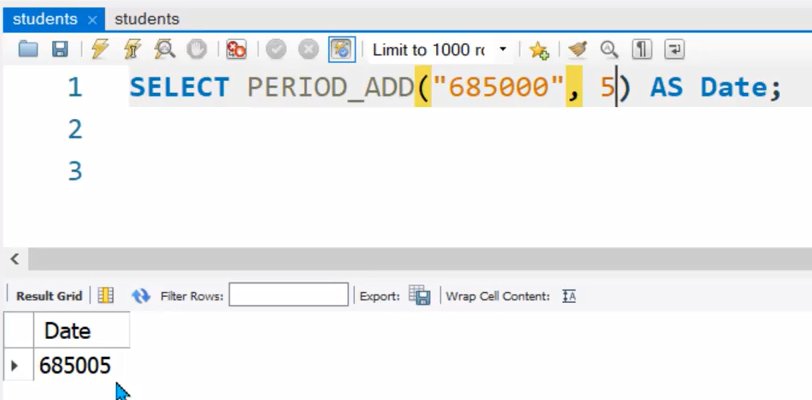 students × students
Limit to 1000 rc
1 SELECT PERIOD_ADD("685000", 5) AS Date;
2
3
Result Grid Filter Rows: Export: Wrap Cell Content:
Date
685005